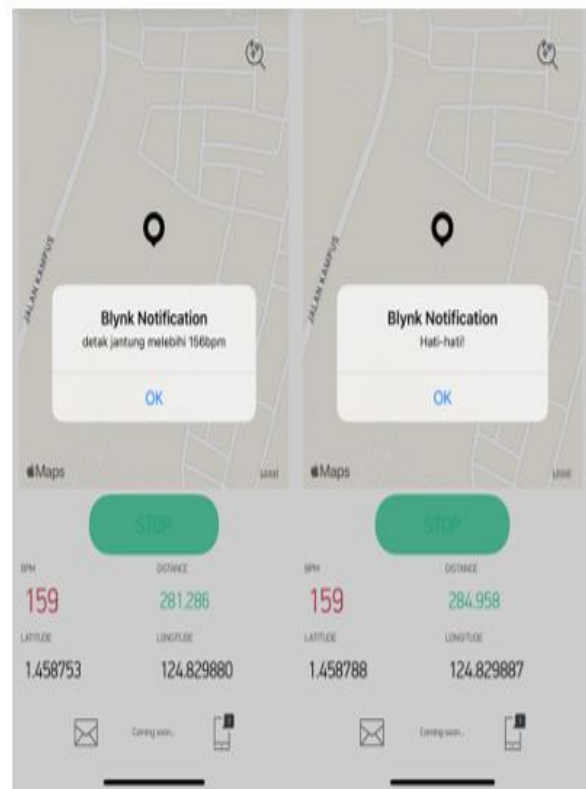 JALAN KAMPUS
Blynk Notification
detak jantung melebihi 156bpm
OK
Maps
Legal
STOP
BPM
DISTANCE
159
281.286
LATITUDE
LONGITUDE
1.458753
124.829880
Coming soon...
JALAN KAMPUS
Blynk Notification
Hati-hati!
OK
Maps
Legal
STOP
BPM
DISTANCE
159
284.958
LATITUDE
LONGITUDE
1.458788
124.829887
Coming soon...